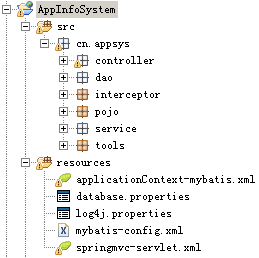 AppInfoSystem
src
cn.appsys
controller
dao
interceptor
pojo
service
tools
resources
applicationContext-mybatis.xml
database.properties
log4j.properties
mybatis-config.xml
springmvc-servlet.xml